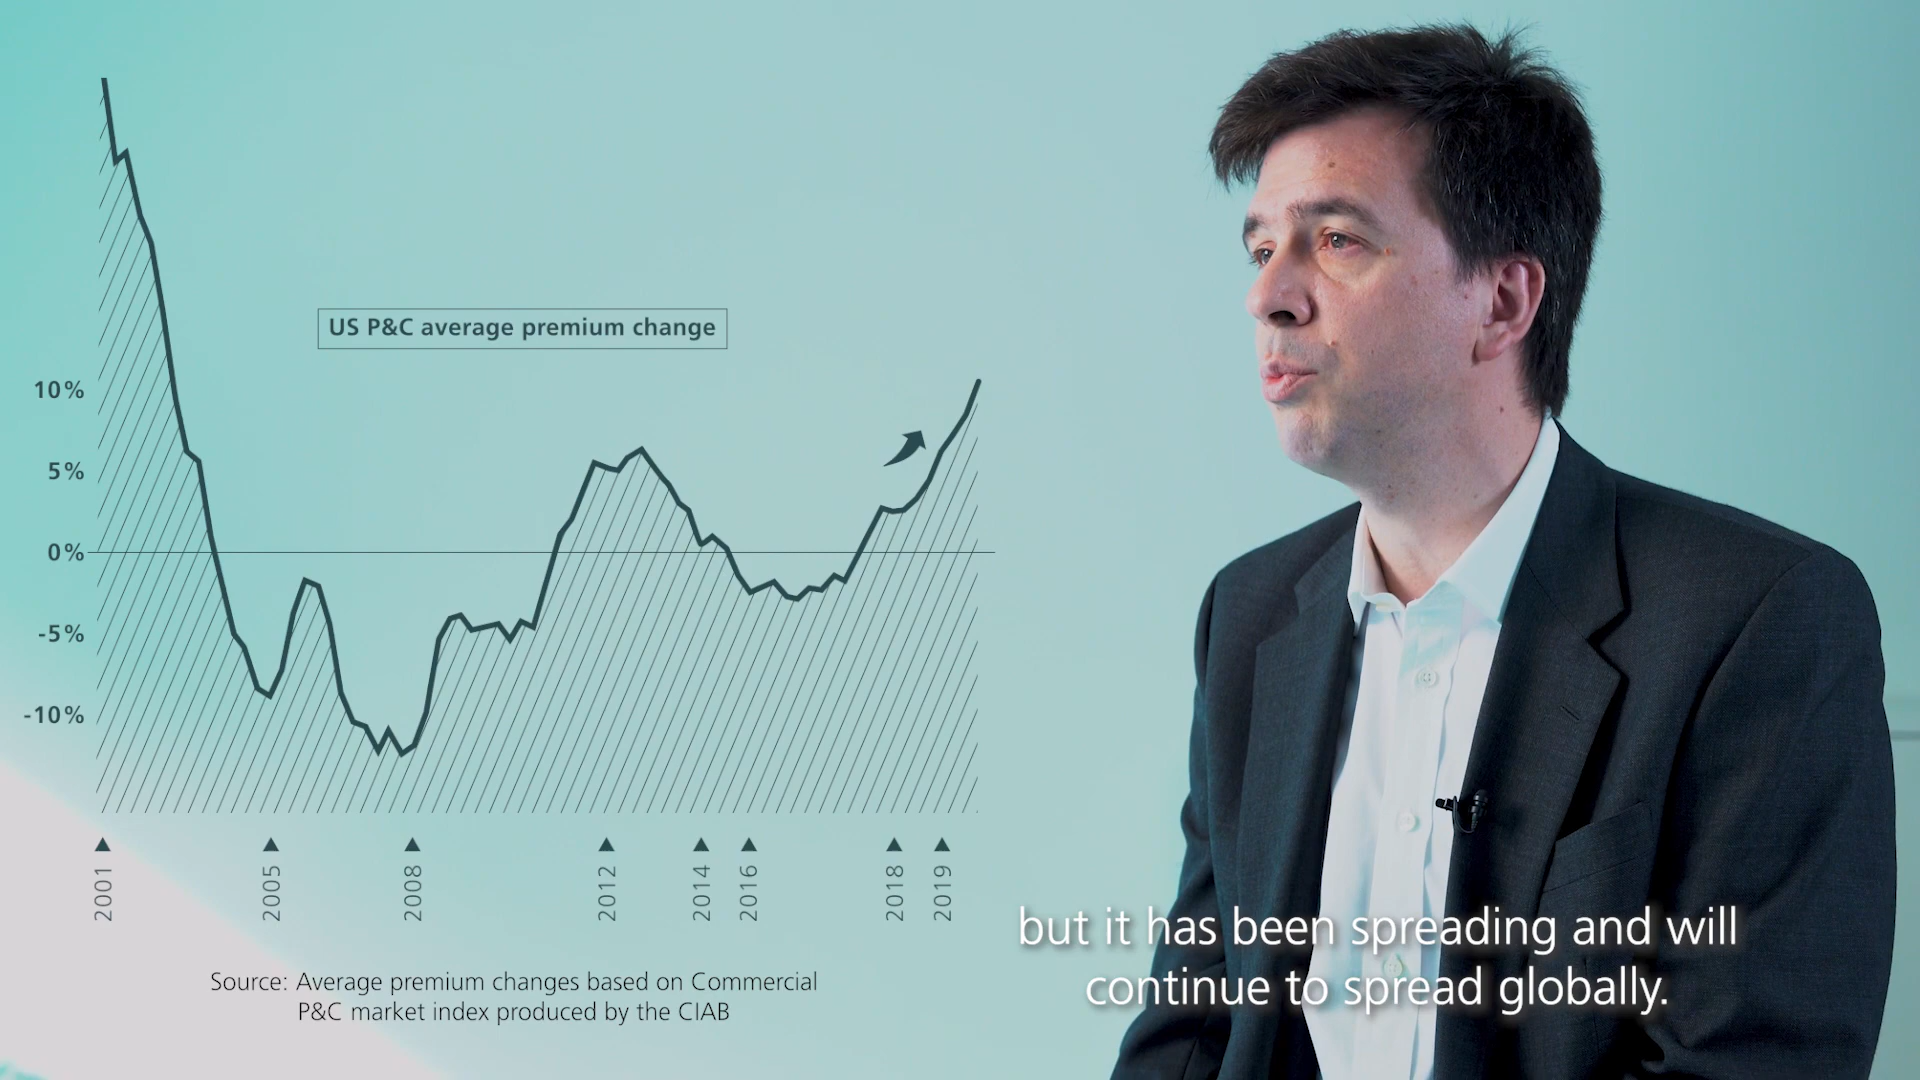 US P&C average premium change
10%
5%
0%
-5%
-10%
2001
2005
2008
2012
2014
2016
2018
2019
Source: Average premium changes based on Commercial
P&C market index produced by the CIAB
but it has been spreading and will
continue to spread globally.